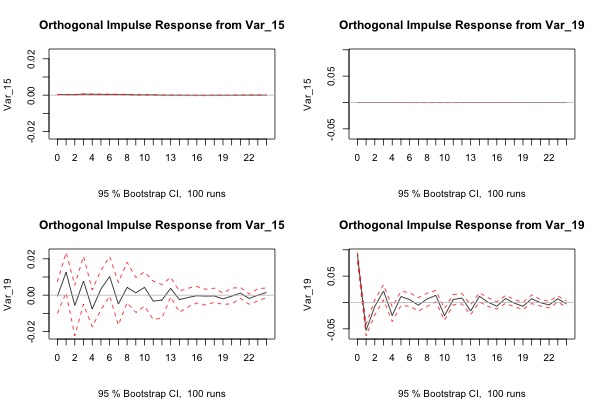 Orthogonal Impulse Response from Var_15
Var_15
0.02
0.00
-0.02
0 2 4 6 8 10 13 16 19 22
95 % Bootstrap CI, 100 runs
Orthogonal Impulse Response from Var_19
Var_15
0.05
-0.05
0 2 4 6 8 10 13 16 19 22
95 % Bootstrap CI, 100 runs
Orthogonal Impulse Response from Var_15
Var_19
0.02
0.00
-0.02
0 2 4 6 8 10 13 16 19 22
95 % Bootstrap CI, 100 runs
Orthogonal Impulse Response from Var_19
Var_19
0.05
-0.05
0 2 4 6 8 10 13 16 19 22
95 % Bootstrap CI, 100 runs